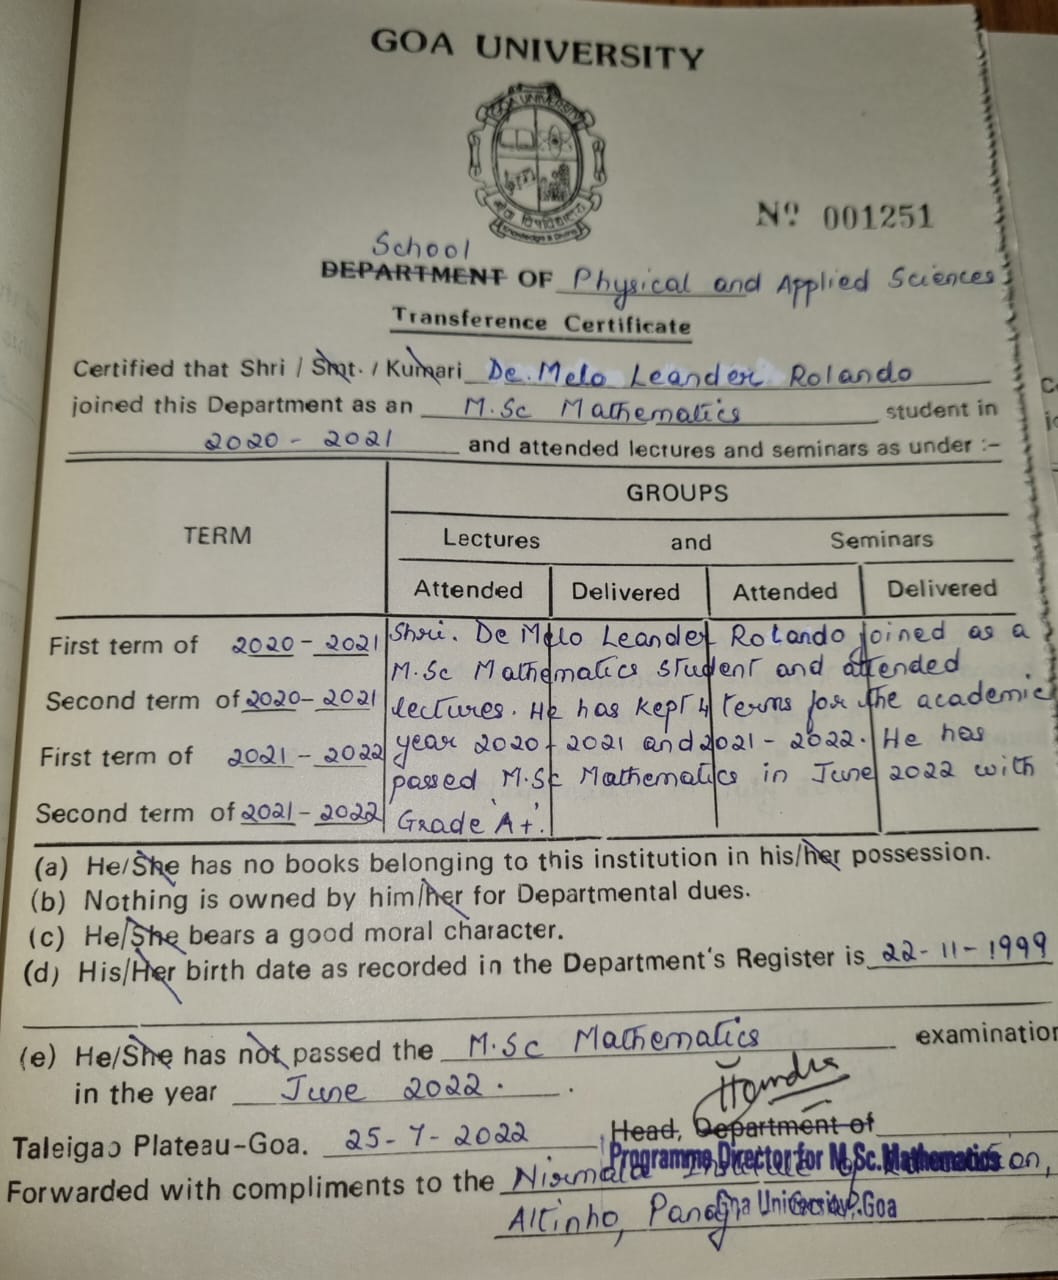 GOA UNIVERSITY
GOA UNIVERSITY
गोंय विद्यापीठ
Knowledge is Divine
Nº 001251
School
DEPARTMENT OF Physical and Applied Sciences
Transference Certificate
Certified that Shri / Smt. / Kumari De Melo Leander Rolando
joined this Department as an M.Sc Mathematics student in
2020 - 2021 and attended lectures and seminars as under :-
TERM
GROUPS
Lectures and Seminars
Attended Delivered Attended Delivered
First term of 2020 - 2021 Shri. De Melo Leander Rolando joined as a
M.Sc Mathematics student and attended
Second term of 2020 - 2021 lectures. He has kept 4 terms for the academic
First term of 2021 - 2022 year 2020 - 2021 and 2021 - 2022. He has
passed M.Sc Mathematics in June 2022 with
Second term of 2021 - 2022 Grade 'A+'.
(a) He/She has no books belonging to this institution in his/her possession.
(b) Nothing is owned by him/her for Departmental dues.
(c) He/She bears a good moral character.
(d) His/Her birth date as recorded in the Department's Register is 22-11-1999
(e) He/She has not passed the M.Sc Mathematics examination
in the year June 2022.
Taleigao Plateau-Goa. 25-7-2022 Head, Department of
Programme Director for M.Sc. Mathematics
Forwarded with compliments to the Nirmala Institute of
Goa University, Goa
Altinho, Panaji